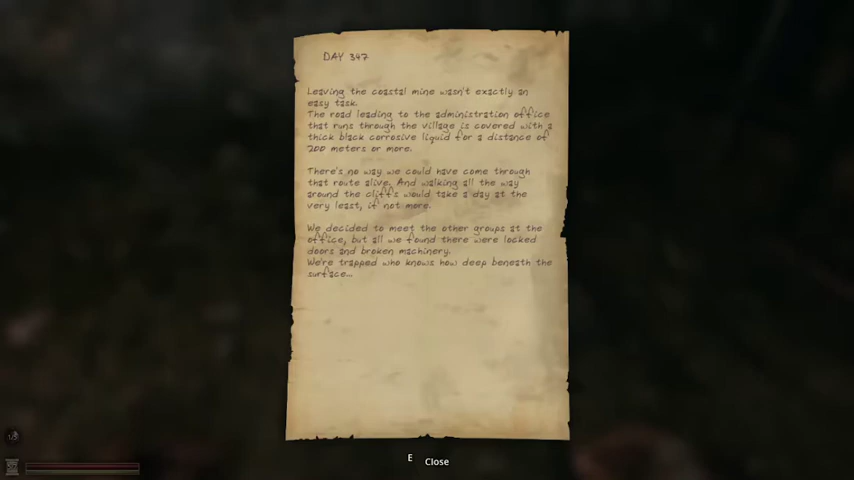 DAY 397
Leaving the coastal mine wasn't exactly an
easy task.
The road leading to the administration office
that runs through the village is covered with a
thick black corrosive liquid for a distance of
200 meters or more.
There's no way we could have come through
that route alive. And walking all the way
around the cliffs would take a day at the
very least, if not more.
We decided to meet the other groups at the
office, but all we found there were locked
doors and broken machinery.
We're trapped who knows how deep beneath the
surface...
E Close